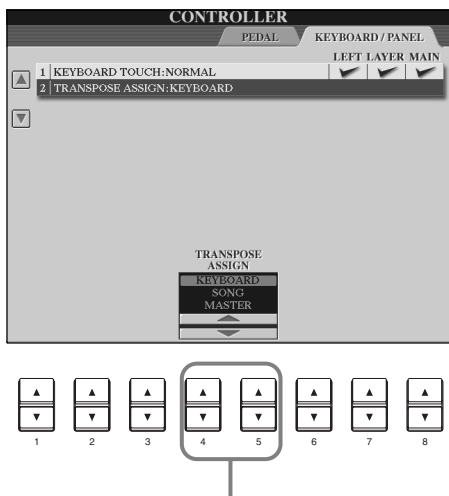 CONTROLLER
PEDAL KEYBOARD / PANEL
LEFT LAYER MAIN
1 KEYBOARD TOUCH:NORMAL
2 TRANSPOSE ASSIGN:KEYBOARD
TRANSPOSE
ASSIGN
KEYBOARD
SONG
MASTER
1 2 3 4 5 6 7 8